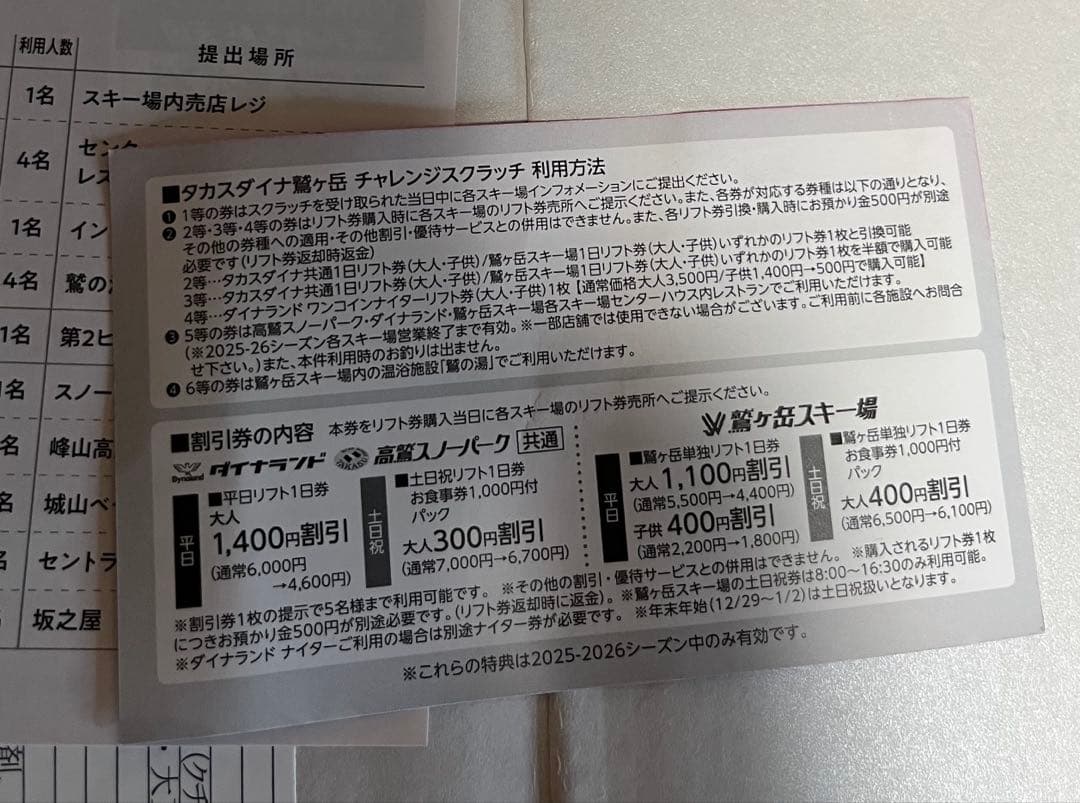 利用人数
提出場所
1名
スキー場内売店レジ
4名
セン
レス
1名
イン
4名
鷲の
1名
第2ヒ
スノー
名
峰山高
名
城山ベ
セントラ
坂之屋
■タカスダイナ鷲ヶ岳 チャレンジスクラッチ 利用方法
❶ 1等の券はスクラッチを受け取られた当日中に各スキー場インフォメーションにご提出ください。
❷ 2等・3等・4等の券はリフト券購入時に各スキー場のリフト券売所へご提示ください。また、各券が対応する券種は以下の通りとなり、
その他の券種への適用・その他割引・優待サービスとの併用はできません。また、各リフト券引換・購入時にお預かり金500円が別途
必要です(リフト券返却時返金)
2等…タカスダイナ共通1日リフト券(大人・子供)/鷲ヶ岳スキー場1日リフト券(大人・子供)いずれかのリフト券1枚と引換可能
3等…タカスダイナ共通1日リフト券(大人・子供)/鷲ヶ岳スキー場1日リフト券(大人・子供)いずれかのリフト券1枚を半額で購入可能
4等…ダイナランド ワンコインナイターリフト券(大人・子供)1枚【通常価格大人3,500円/子供1,400円→500円で購入可能】
❸ 5等の券は高鷲スノーパーク・ダイナランド・鷲ヶ岳スキー場各スキー場センターハウス内レストランでご利用いただけます。
(※2025-26シーズン各スキー場営業終了まで有効。※一部店舗では使用できない場合がございます。ご利用前に各施設へお問合
せ下さい。)また、本件利用時のお釣りは出ません。
❹ 6等の券は鷲ヶ岳スキー場内の温浴施設「鷲の湯」でご利用いただけます。
■割引券の内容 本券をリフト券購入当日に各スキー場のリフト券売所へご提示ください。
Dynaland ダイナランド TAKASU 高鷲スノーパーク 共通
平日
■平日リフト1日券
大人
1,400円割引
(通常6,000円
→4,600円)
土日祝
■土日祝リフト1日券
お食事券1,000円付
パック
大人300円割引
(通常7,000円→6,700円)
鷲ヶ岳スキー場
平日
■鷲ヶ岳単独リフト1日券
大人1,100円割引
(通常5,500円→4,400円)
子供400円割引
(通常2,200円→1,800円)
土日祝
■鷲ヶ岳単独リフト1日券
お食事券1,000円付
パック
大人400円割引
(通常6,500円→6,100円)
※割引券1枚の提示で5名様まで利用可能です。 ※その他の割引・優待サービスとの併用はできません。 ※購入されるリフト券1枚
につきお預かり金500円が別途必要です。(リフト券返却時に返金)。 ※鷲ヶ岳スキー場の土日祝券は8:00〜16:30のみ利用可能。
※ダイナランド ナイターご利用の場合は別途ナイター券が必要です。 ※年末年始(12/29〜1/2)は土日祝扱いとなります。
※これらの特典は2025-2026シーズン中のみ有効です。
(クチ
・大